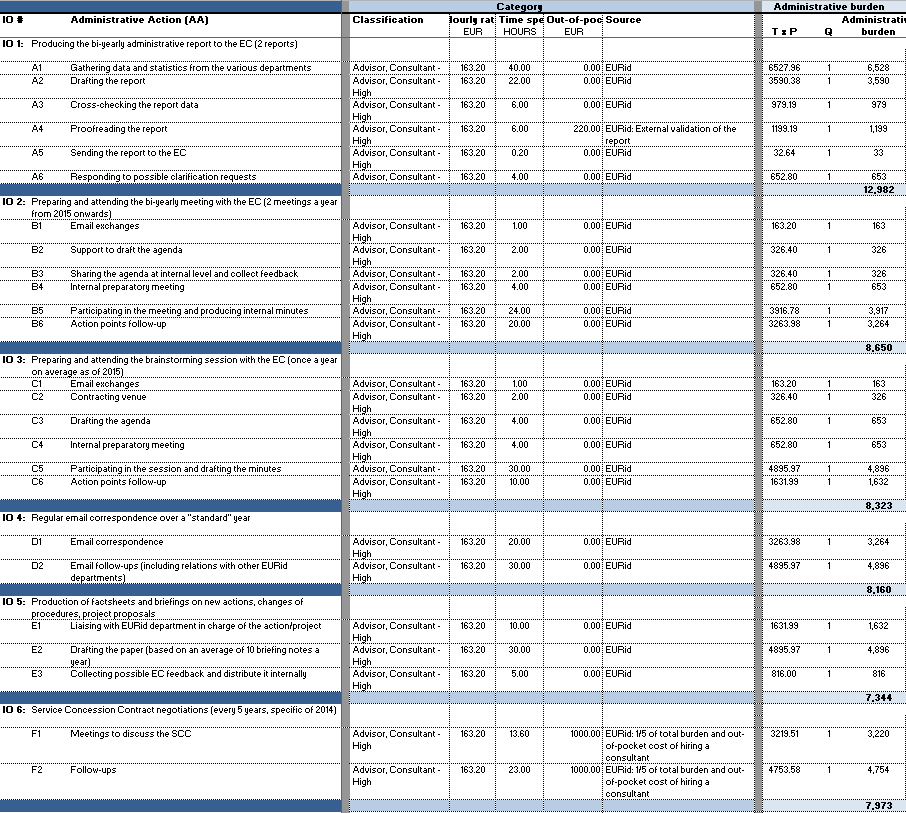 Category Administrative burden
IO # Administrative Action (AA) Classification Hourly rat Time spe Out-of-poc Source Administrati
EUR HOURS EUR T x P Q burden
IO 1: Producing the bi-yearly administrative report to the EC (2 reports)
A1 Gathering data and statistics from the various departments Advisor, Consultant - 163.20 40.00 0.00 EURid 6527.96 1 6,528
A2 Drafting the report Advisor, Consultant - 163.20 22.00 0.00 EURid 3590.38 1 3,590
High
A3 Cross-checking the report data Advisor, Consultant - 163.20 6.00 0.00 EURid 979.19 1 979
High
A4 Proofreading the report Advisor, Consultant - 163.20 6.00 220.00 EURid: External validation of the 1199.19 1 1,199
High report
A5 Sending the report to the EC Advisor, Consultant - 163.20 0.20 0.00 EURid 32.64 1 33
High
A6 Responding to possible clarification requests Advisor, Consultant - 163.20 4.00 0.00 EURid 652.80 1 653
12,982
IO 2: Preparing and attending the bi-yearly meeting with the EC (2 meetings a year
from 2015 onwards)
B1 Email exchanges Advisor, Consultant - 163.20 1.00 0.00 EURid 163.20 1 163
High
B2 Support to draft the agenda Advisor, Consultant - 163.20 2.00 0.00 EURid 326.40 1 326
High
B3 Sharing the agenda at internal level and collect feedback Advisor, Consultant - 163.20 2.00 0.00 EURid 326.40 1 326
B4 Internal preparatory meeting Advisor, Consultant - 163.20 4.00 0.00 EURid 652.80 1 653
High
B5 Participating in the meeting and producing internal minutes Advisor, Consultant - 163.20 24.00 0.00 EURid 3916.78 1 3,917
B6 Action points follow-up Advisor, Consultant - 163.20 20.00 0.00 EURid 3263.98 1 3,264
High
8,650
IO 3: Preparing and attending the brainstorming session with the EC (once a year
on average as of 2015)
C1 Email exchanges Advisor, Consultant - 163.20 1.00 0.00 EURid 163.20 1 163
C2 Contracting venue Advisor, Consultant - 163.20 2.00 0.00 EURid 326.40 1 326
High
C3 Drafting the agenda Advisor, Consultant - 163.20 4.00 0.00 EURid 652.80 1 653
High
C4 Internal preparatory meeting Advisor, Consultant - 163.20 4.00 0.00 EURid 652.80 1 653
High
C5 Participating in the session and drafting the minutes Advisor, Consultant - 163.20 30.00 0.00 EURid 4895.97 1 4,896
C6 Action points follow-up Advisor, Consultant - 163.20 10.00 0.00 EURid 1631.99 1 1,632
High
8,323
IO 4: Regular email correspondence over a "standard" year
D1 Email correspondence Advisor, Consultant - 163.20 20.00 0.00 EURid 3263.98 1 3,264
High
D2 Email follow-ups (including relations with other EURid Advisor, Consultant - 163.20 30.00 0.00 EURid 4895.97 1 4,896
departments) High
8,160
IO 5: Production of factsheets and briefings on new actions, changes of
procedures, project proposals
E1 Liaising with EURid department in charge of the action/project Advisor, Consultant - 163.20 10.00 0.00 EURid 1631.99 1 1,632
High
E2 Drafting the paper (based on an average of 10 briefing notes a Advisor, Consultant - 163.20 30.00 0.00 EURid 4895.97 1 4,896
year) High
E3 Collecting possible EC feedback and distribute it internally Advisor, Consultant - 163.20 5.00 0.00 EURid 816.00 1 816
High
7,344
IO 6: Service Concession Contract negotiations (every 5 years, specific of 2014)
F1 Meetings to discuss the SCC Advisor, Consultant - 163.20 13.60 1000.00 EURid: 1/5 of total burden and out- 3219.51 1 3,220
High of-pocket cost of hiring a
consultant
F2 Follow-ups Advisor, Consultant - 163.20 23.00 1000.00 EURid: 1/5 of total burden and out- 4753.58 1 4,754
High of-pocket cost of hiring a
consultant
7,973